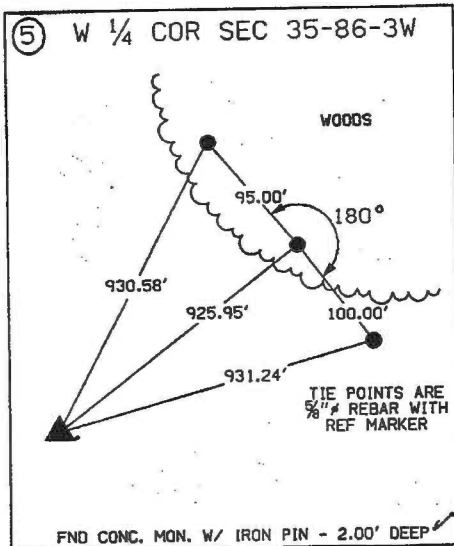 ⑤ W ¼ COR SEC 35-86-3W
WOODS
95.00'
180°
930.58'
925.95'
100.00'
931.24'
TIE POINTS ARE
⅝"ø REBAR WITH
REF MARKER
FND CONC. MON. W/ IRON PIN - 2.00' DEEP